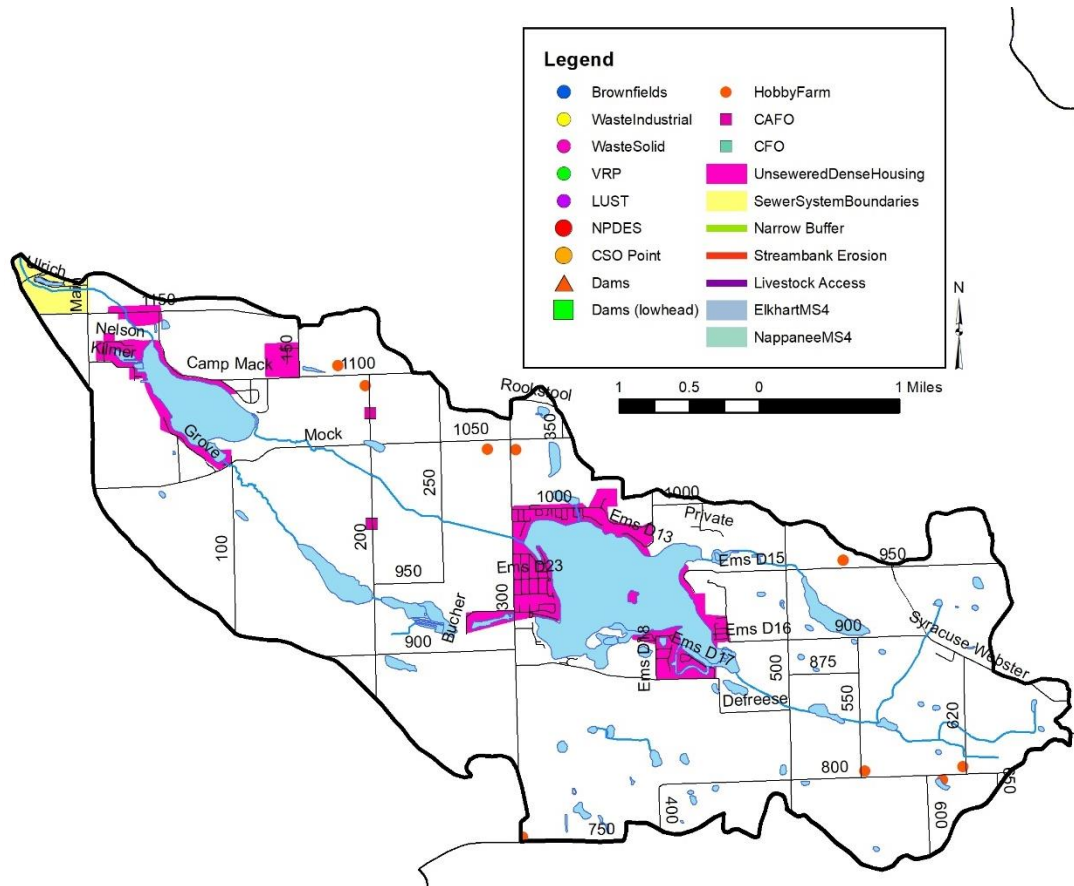 Legend
Brownfields
WasteIndustrial
WasteSolid
VRP
LUST
NPDES
CSO Point
Dams
Dams (lowhead)
HobbyFarm
CAFO
CFO
UnseweredDenseHousing
SewerSystemBoundaries
Narrow Buffer
Streambank Erosion
Livestock Access
ElkhartMS4
NappaneeMS4
N
1 0.5 0 1 Miles
Ulrich
Main
1150
Nelson
Kilmer
Camp Mack
150
1100
Rookstool
Grove
Mock
1050
350
250
1000
1000
Ems D13
Private
100
200
950
Ems D23
Ems D15
950
300
Bucher
900
Ems D18
Ems D17
Ems D16
900
Syracuse Webster
500
875
550
Defreese
620
800
400
600
650
750